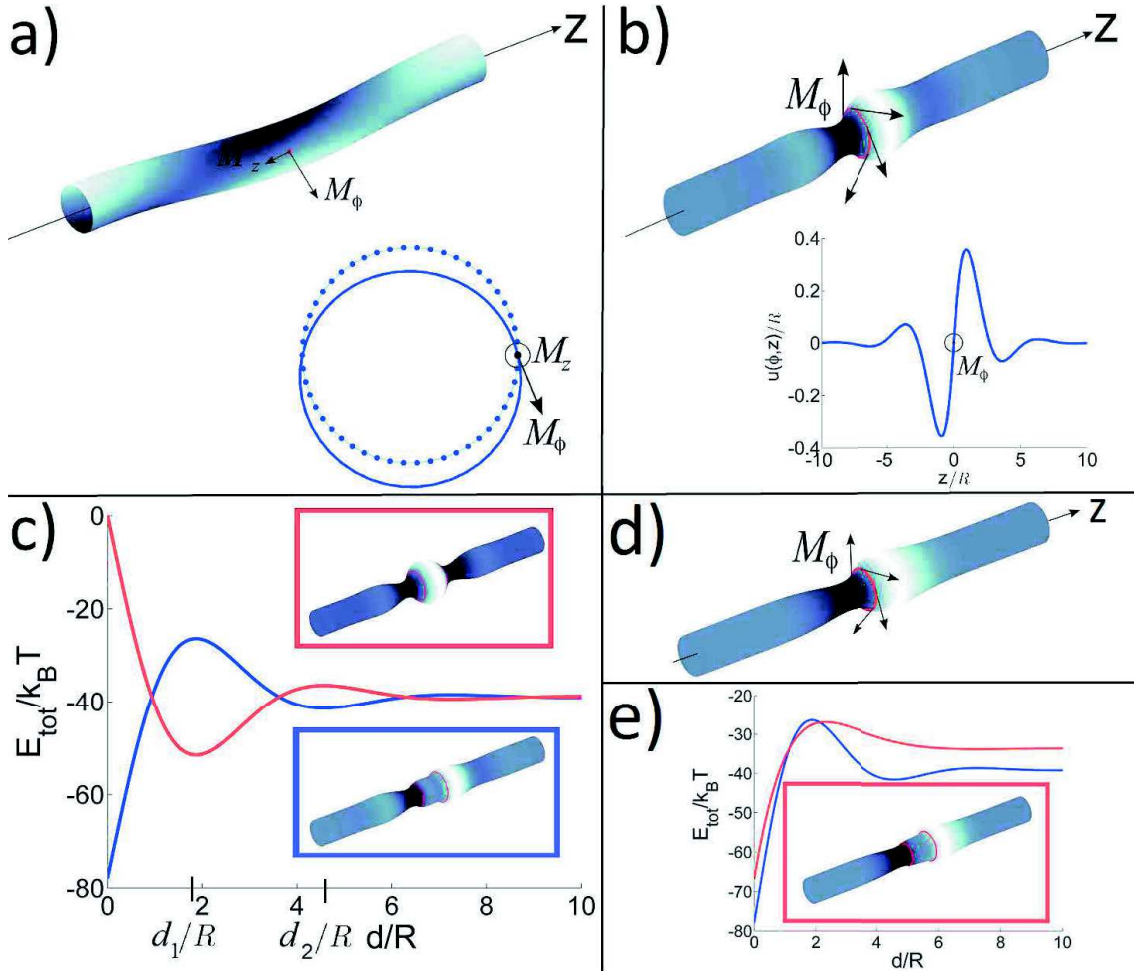 a)
Z
M_z
M_ϕ
M_z
M_ϕ
b)
Z
M_ϕ
0.4
0.2
0
-0.2
-0.4
u(ϕ,z)/R
M_ϕ
-10 -5 0 5 10
z/R
c)
0
-20
-40
-60
-80
E_tot/k_BT
0 2 4 6 8 10
d_1/R d_2/R d/R
d)
Z
M_ϕ
e)
-20
-30
-40
-50
-60
-70
-80
E_tot/k_BT
0 2 4 6 8 10
d/R